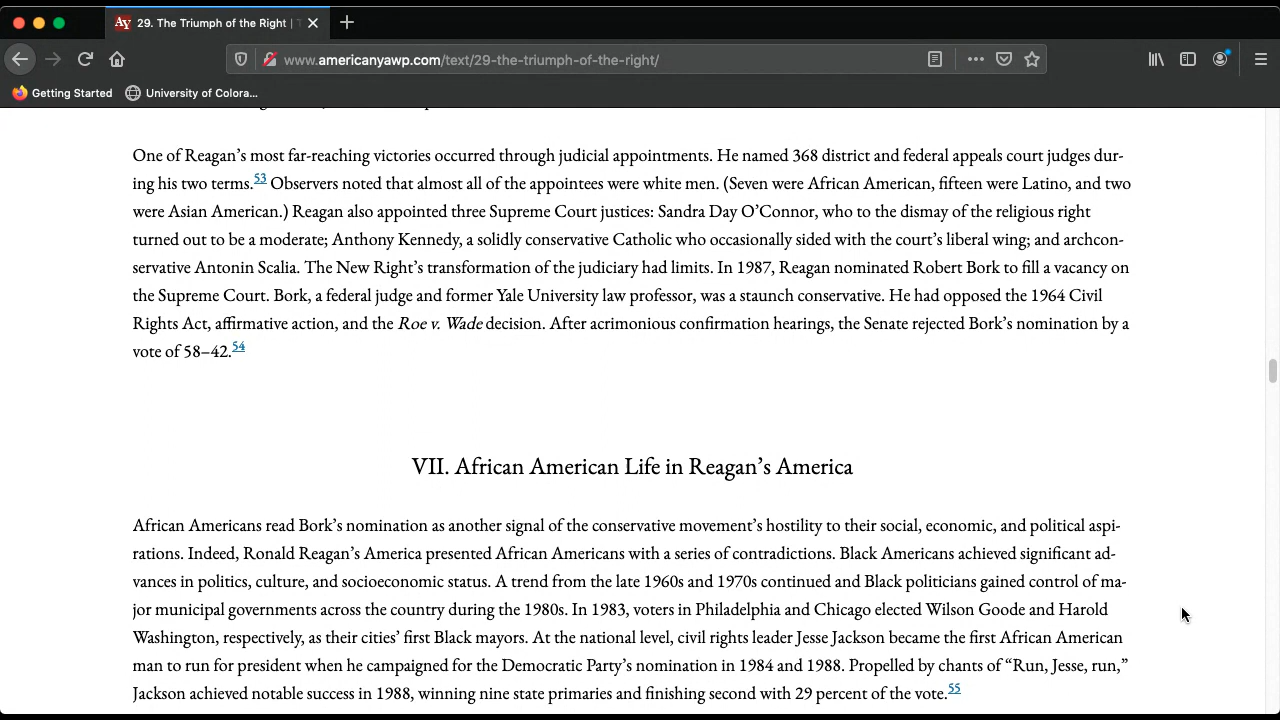 29. The Triumph of the Right | T
www.americanyawp.com/text/29-the-triumph-of-the-right/
Getting Started University of Colora...
One of Reagan’s most far-reaching victories occurred through judicial appointments. He named 368 district and federal appeals court judges dur-
ing his two terms.53 Observers noted that almost all of the appointees were white men. (Seven were African American, fifteen were Latino, and two
were Asian American.) Reagan also appointed three Supreme Court justices: Sandra Day O’Connor, who to the dismay of the religious right
turned out to be a moderate; Anthony Kennedy, a solidly conservative Catholic who occasionally sided with the court’s liberal wing; and archcon-
servative Antonin Scalia. The New Right’s transformation of the judiciary had limits. In 1987, Reagan nominated Robert Bork to fill a vacancy on
the Supreme Court. Bork, a federal judge and former Yale University law professor, was a staunch conservative. He had opposed the 1964 Civil
Rights Act, affirmative action, and the Roe v. Wade decision. After acrimonious confirmation hearings, the Senate rejected Bork’s nomination by a
vote of 58–42.54
VII. African American Life in Reagan’s America
African Americans read Bork’s nomination as another signal of the conservative movement’s hostility to their social, economic, and political aspi-
rations. Indeed, Ronald Reagan’s America presented African Americans with a series of contradictions. Black Americans achieved significant ad-
vances in politics, culture, and socioeconomic status. A trend from the late 1960s and 1970s continued and Black politicians gained control of ma-
jor municipal governments across the country during the 1980s. In 1983, voters in Philadelphia and Chicago elected Wilson Goode and Harold
Washington, respectively, as their cities’ first Black mayors. At the national level, civil rights leader Jesse Jackson became the first African American
man to run for president when he campaigned for the Democratic Party’s nomination in 1984 and 1988. Propelled by chants of “Run, Jesse, run,”
Jackson achieved notable success in 1988, winning nine state primaries and finishing second with 29 percent of the vote.55